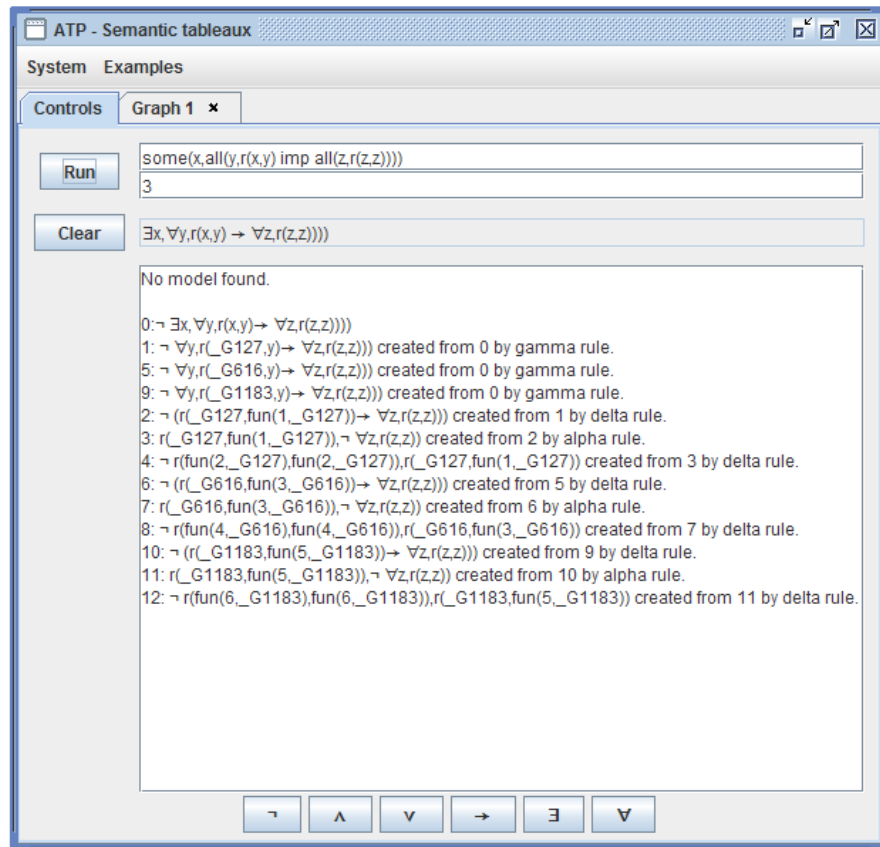 ATP - Semantic tableaux
System Examples
Controls Graph 1 ×
Run
some(x,all(y,r(x,y) imp all(z,r(z,z))))
3
Clear
∃x,∀y,r(x,y) → ∀z,r(z,z))))
No model found.
0:¬ ∃x,∀y,r(x,y)→ ∀z,r(z,z))))
1: ¬ ∀y,r(_G127,y)→ ∀z,r(z,z))) created from 0 by gamma rule.
5: ¬ ∀y,r(_G616,y)→ ∀z,r(z,z))) created from 0 by gamma rule.
9: ¬ ∀y,r(_G1183,y)→ ∀z,r(z,z))) created from 0 by gamma rule.
2: ¬ (r(_G127,fun(1,_G127))→ ∀z,r(z,z))) created from 1 by delta rule.
3: r(_G127,fun(1,_G127)),¬ ∀z,r(z,z)) created from 2 by alpha rule.
4: ¬ r(fun(2,_G127),fun(2,_G127)),r(_G127,fun(1,_G127)) created from 3 by delta rule.
6: ¬ (r(_G616,fun(3,_G616))→ ∀z,r(z,z))) created from 5 by delta rule.
7: r(_G616,fun(3,_G616)),¬ ∀z,r(z,z)) created from 6 by alpha rule.
8: ¬ r(fun(4,_G616),fun(4,_G616)),r(_G616,fun(3,_G616)) created from 7 by delta rule.
10: ¬ (r(_G1183,fun(5,_G1183))→ ∀z,r(z,z))) created from 9 by delta rule.
11: r(_G1183,fun(5,_G1183)),¬ ∀z,r(z,z)) created from 10 by alpha rule.
12: ¬ r(fun(6,_G1183),fun(6,_G1183)),r(_G1183,fun(5,_G1183)) created from 11 by delta rule.
¬ ∧ ∨ → ∃ ∀